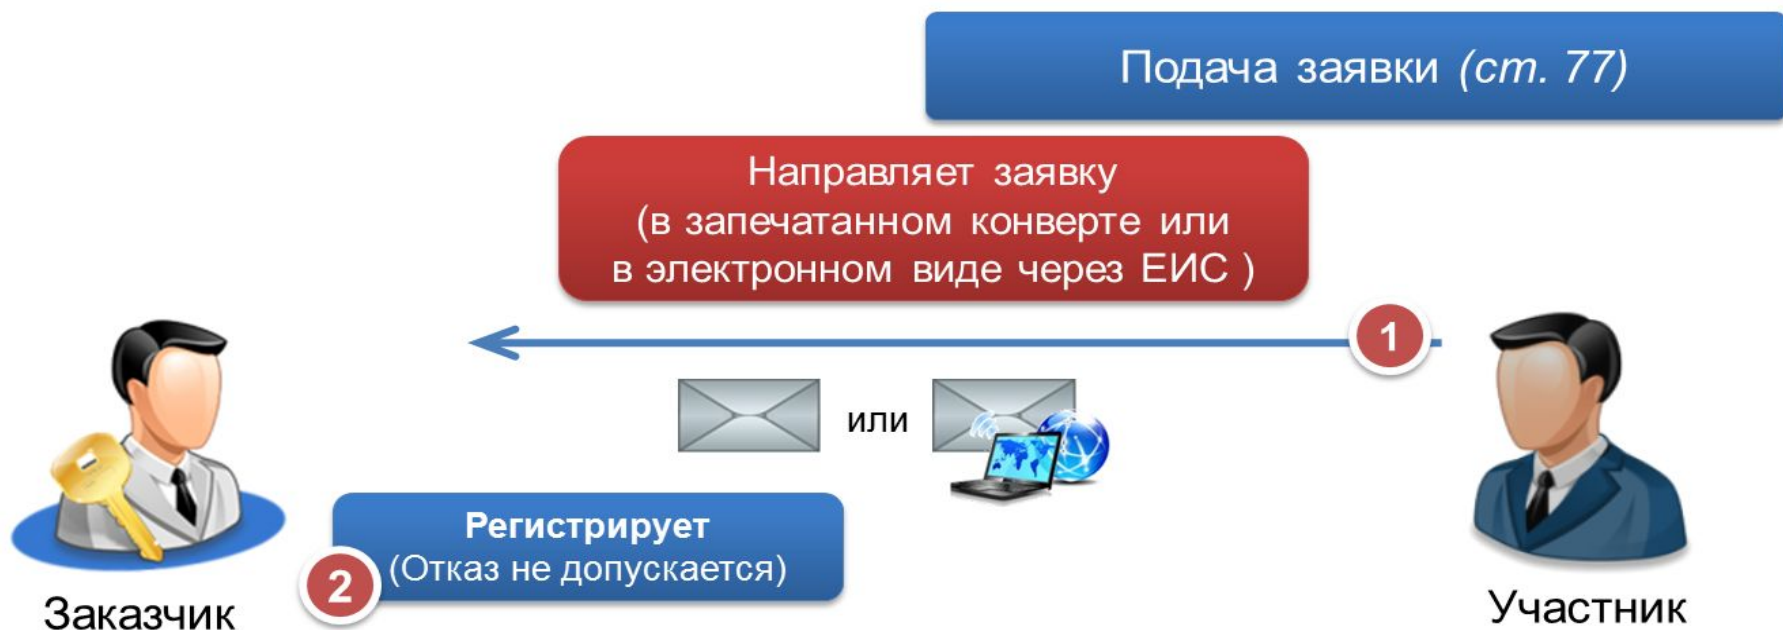 Подача заявки (ст. 77)
Направляет заявку
(в запечатанном конверте или
в электронном виде через ЕИС )
1
или
Регистрирует
(Отказ не допускается)
2
Заказчик
Участник